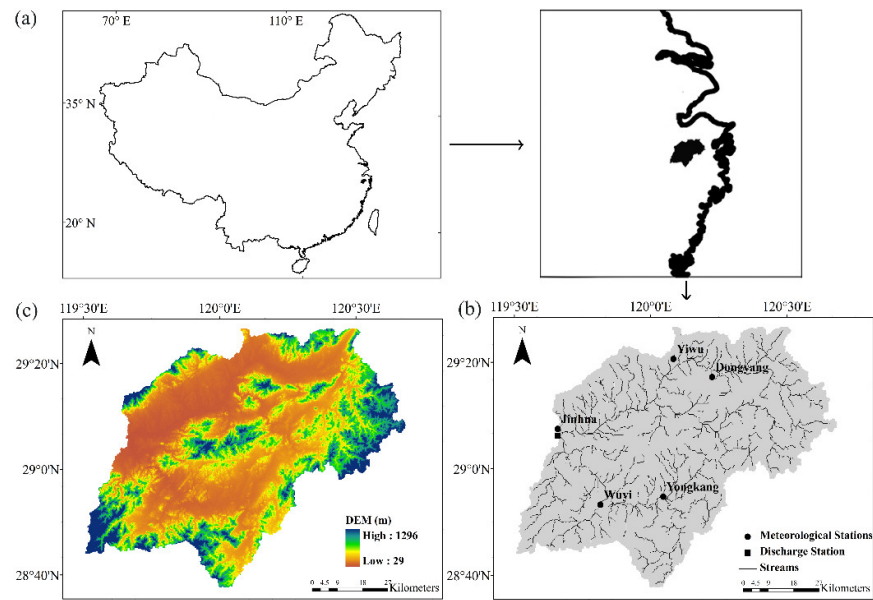 (a)
70° E
110° E
35° N
20° N
(c)
119°30'E
120°0'E
120°30'E
N
29°20'N
29°0'N
28°40'N
DEM (m)
High : 1296
Low : 29
0 4.5 9 18 27
Kilometers
(b)
119°30'E
120°0'E
120°30'E
N
29°20'N
29°0'N
28°40'N
Yiwu
Dongyang
Jinhua
Wuyi
Yongkang
Meteorological Stations
Discharge Station
Streams
0 4.5 9 18 27
Kilometers